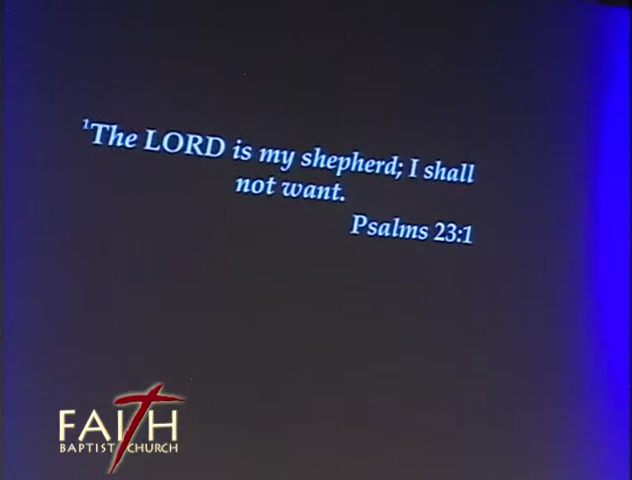 ¹The LORD is my shepherd; I shall
not want.
Psalms 23:1
FAITH
BAPTIST CHURCH